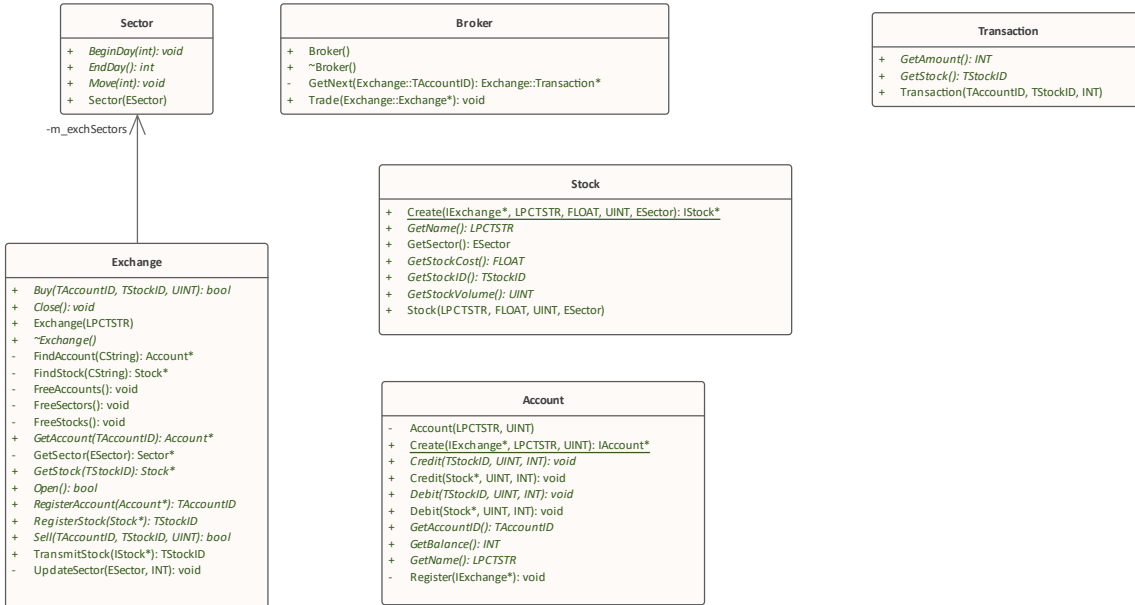 Sector
+ BeginDay(int): void
+ EndDay(): int
+ Move(int): void
+ Sector(ESector)
-m_exchSectors
Broker
+ Broker()
+ ~Broker()
- GetNext(Exchange::TAccountID): Exchange::Transaction*
+ Trade(Exchange::Exchange*): void
Transaction
+ GetAmount(): INT
+ GetStock(): TStockID
+ Transaction(TAccountID, TStockID, INT)
Stock
+ Create(IExchange*, LPCTSTR, FLOAT, UINT, ESector): IStock*
+ GetName(): LPCTSTR
+ GetSector(): ESector
+ GetStockCost(): FLOAT
+ GetStockID(): TStockID
+ GetStockVolume(): UINT
+ Stock(LPCTSTR, FLOAT, UINT, ESector)
Exchange
+ Buy(TAccountID, TStockID, UINT): bool
+ Close(): void
+ Exchange(LPCTSTR)
+ ~Exchange()
- FindAccount(CString): Account*
- FindStock(CString): Stock*
- FreeAccounts(): void
- FreeSectors(): void
- FreeStocks(): void
+ GetAccount(TAccountID): Account*
- GetSector(ESector): Sector*
+ GetStock(TStockID): Stock*
+ Open(): bool
+ RegisterAccount(Account*): TAccountID
+ RegisterStock(Stock*): TStockID
+ Sell(TAccountID, TStockID, UINT): bool
+ TransmitStock(IStock*): TStockID
- UpdateSector(ESector, INT): void
Account
- Account(LPCTSTR, UINT)
+ Create(IExchange*, LPCTSTR, UINT): IAccount*
+ Credit(TStockID, UINT, INT): void
+ Credit(Stock*, UINT, INT): void
+ Debit(TStockID, UINT, INT): void
+ Debit(Stock*, UINT, INT): void
+ GetAccountID(): TAccountID
+ GetBalance(): INT
+ GetName(): LPCTSTR
- Register(IExchange*): void